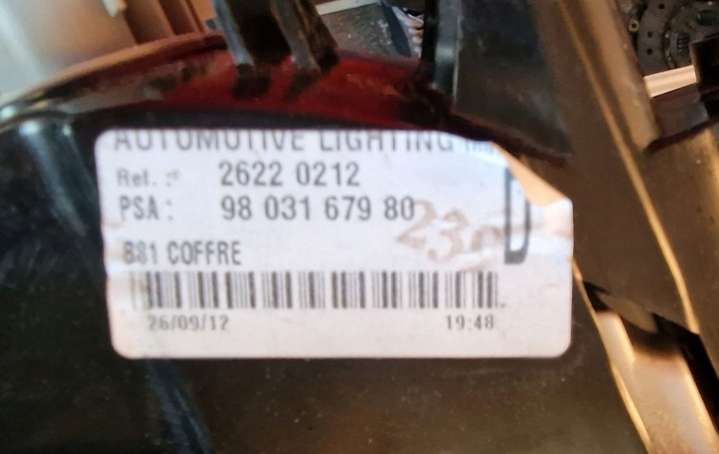 AUTOMOTIVE LIGHTING
Ref. : 2622 0212
PSA : 98 031 679 80
D
B81 COFFRE
26/09/12 19:48